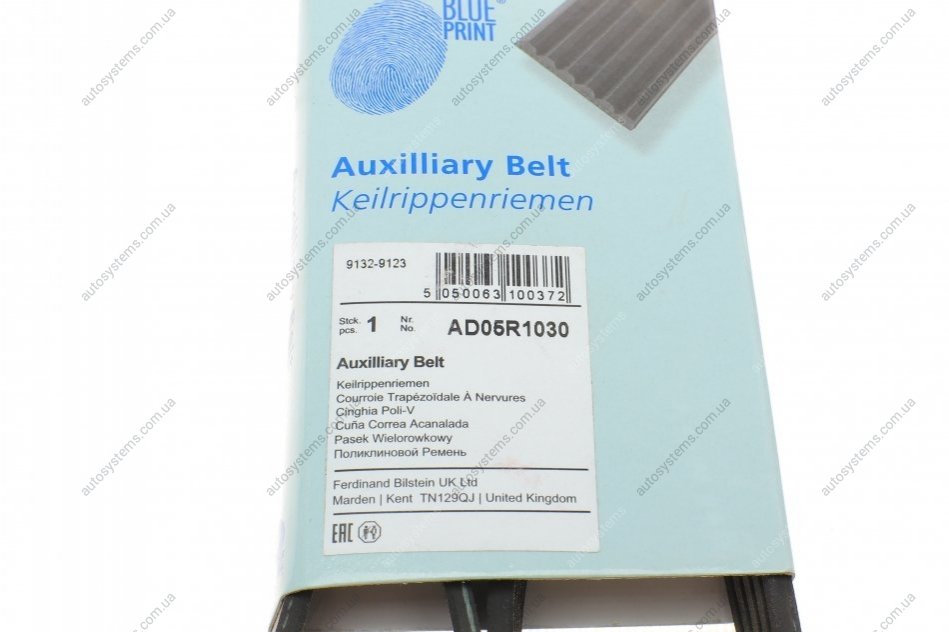 BLUE
PRINT
Auxilliary Belt
Keilrippenriemen
9132-9123
5 050063 100372
Stck.
pcs. 1 Nr.
No. AD05R1030
Auxilliary Belt
Keilrippenriemen
Courroie Trapézoïdale À Nervures
Cinghia Poli-V
Cuña Correa Acanalada
Pasek Wielorowkowy
Поликлиновой Ремень
Ferdinand Bilstein UK Ltd
Marden | Kent TN129QJ | United Kingdom
EAC
autosystems.com.ua